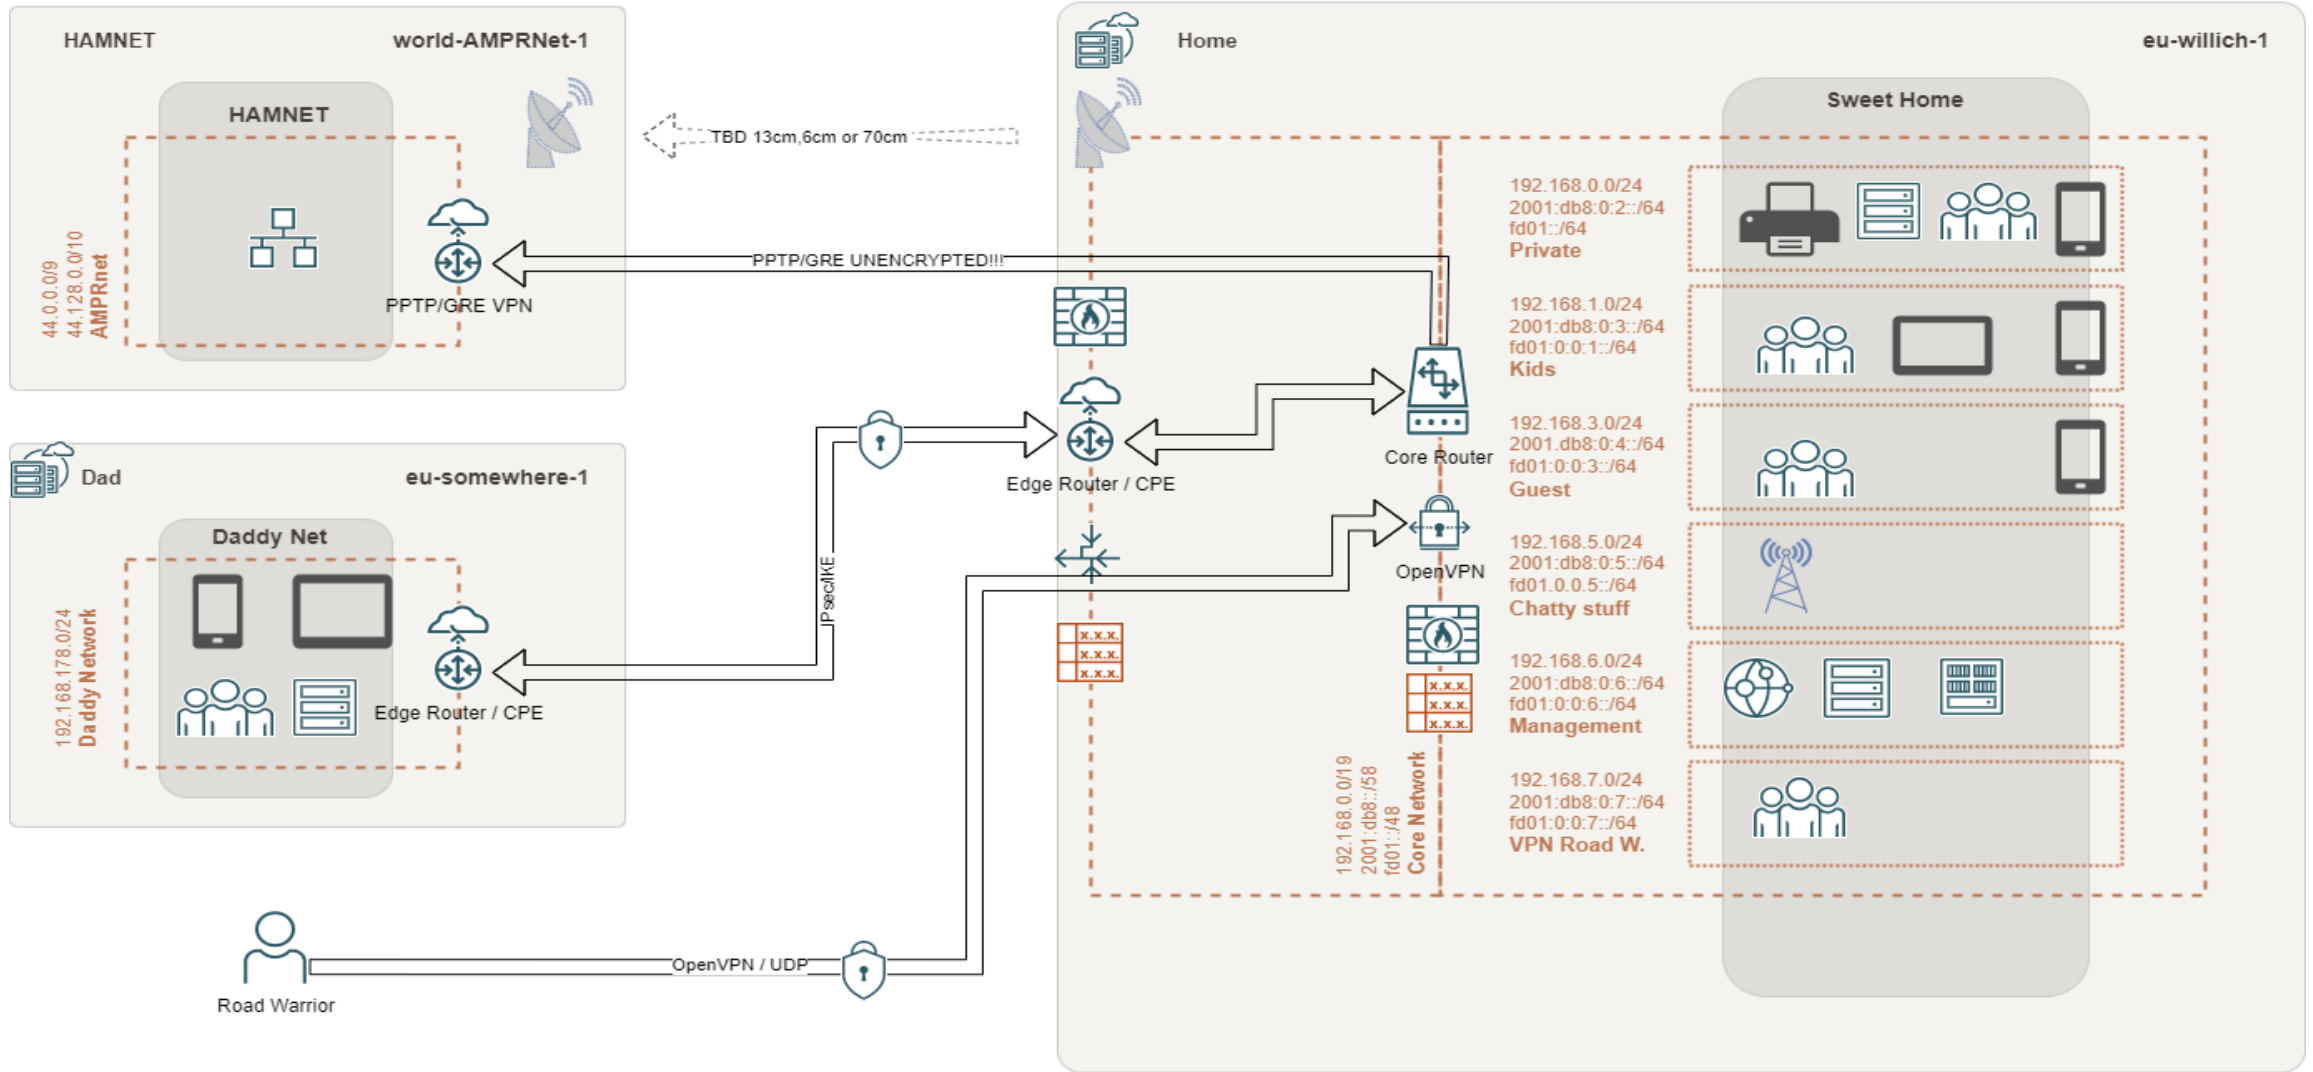 HAMNET
world-AMPRNet-1
HAMNET
44.0.0.0/9
44.128.0.0/10
AMPRnet
PPTP/GRE VPN
TBD 13cm,6cm or 70cm
PPTP/GRE UNENCRYPTED!!!
Dad
eu-somewhere-1
Daddy Net
192.168.178.0/24
Daddy Network
Edge Router / CPE
IPsec/IKE
Road Warrior
OpenVPN / UDP
Home
eu-willich-1
Sweet Home
Edge Router / CPE
x.x.x.
x.x.x.
x.x.x.
Core Router
OpenVPN
x.x.x.
x.x.x.
x.x.x.
192.168.0.0/19
2001:db8::/58
fd01::/48
Core Network
192.168.0.0/24
2001:db8:0:2::/64
fd01::/64
Private
192.168.1.0/24
2001:db8:0:3::/64
fd01:0:0:1::/64
Kids
192.168.3.0/24
2001.db8:0:4::/64
fd01:0:0:3::/64
Guest
192.168.5.0/24
2001:db8:0:5::/64
fd01.0.0.5::/64
Chatty stuff
192.168.6.0/24
2001:db8:0:6::/64
fd01:0:0:6::/64
Management
192.168.7.0/24
2001:db8:0:7::/64
fd01:0:0:7::/64
VPN Road W.